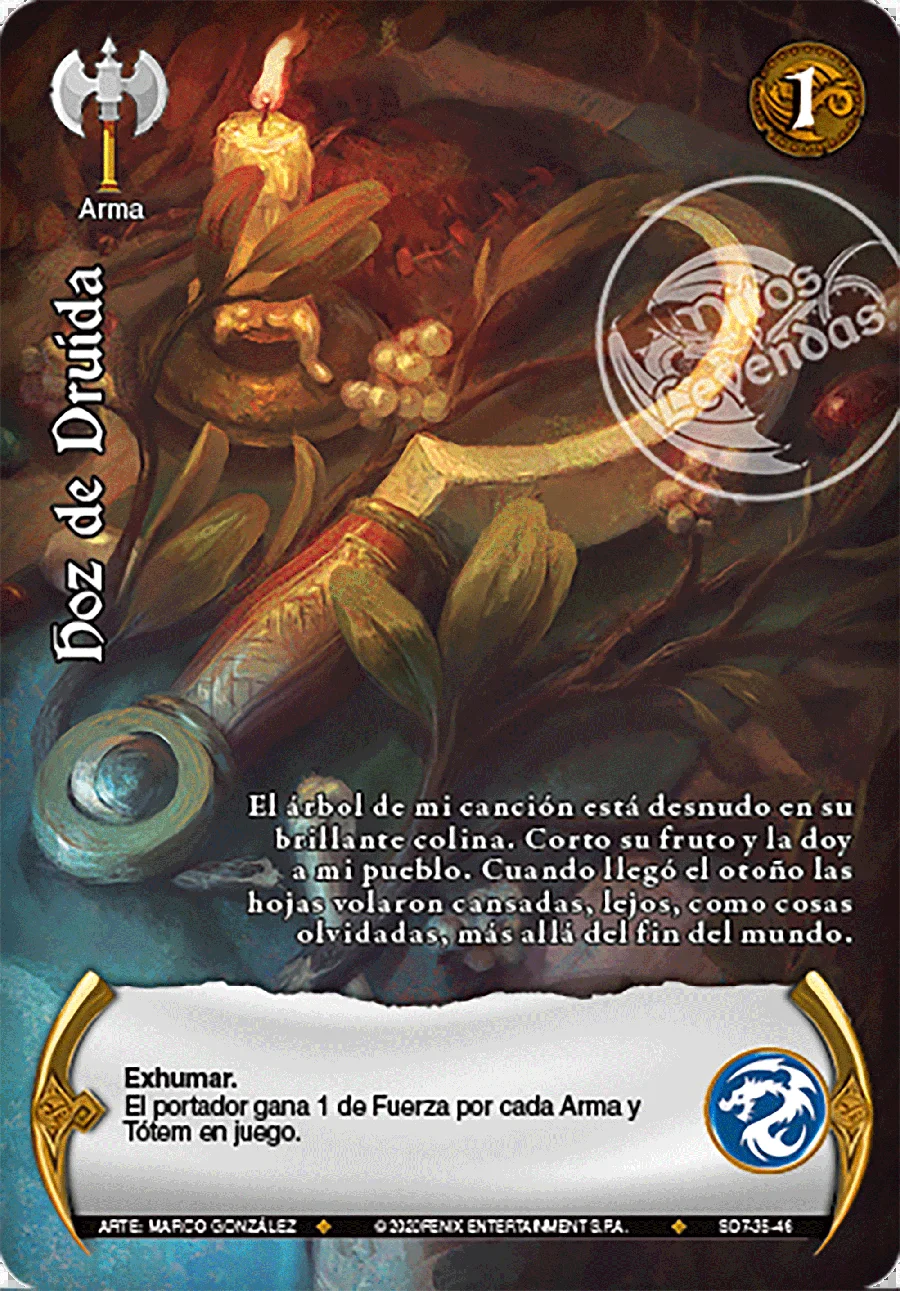 1
Arma
Hoz de Druída
Mitos
Leyendas
El árbol de mi canción está desnudo en su
brillante colina. Corto su fruto y la doy
a mi pueblo. Cuando llegó el otoño las
hojas volaron cansadas, lejos, como cosas
olvidadas, más allá del fin del mundo.
Exhumar.
El portador gana 1 de Fuerza por cada Arma y
Tótem en juego.
ARTE: MARCO GONZÁLEZ
© 2020 FENIX ENTERTAINMENT S.P.A.
SO7-35-46